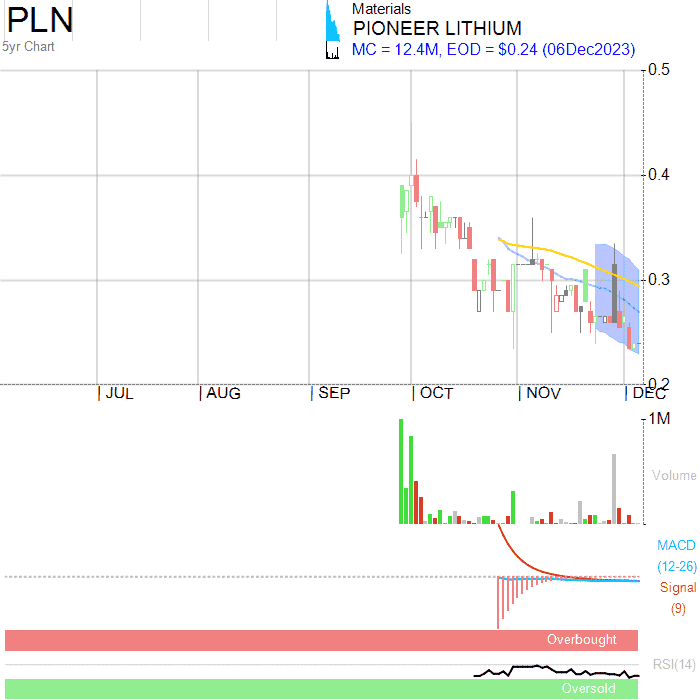 PLN
5yr Chart
Materials
PIONEER LITHIUM
MC = 12.4M, EOD = $0.24 (06Dec2023)
0.5
0.4
0.3
0.2
| JUL | AUG | SEP | OCT | NOV | DEC
1M
Volume
MACD
(12-26)
Signal
(9)
Overbought
RSI(14)
Oversold